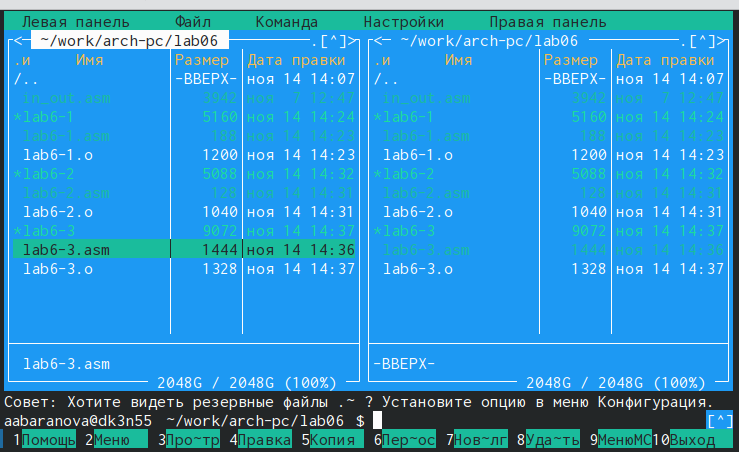 Левая панель Файл Команда Настройки Правая панель
<─ ~/work/arch-pc/lab06 .[^]> <─ ~/work/arch-pc/lab06 .[^]>
.и Имя Размер Дата правки .и Имя Размер Дата правки
/.. -ВВЕРХ- ноя 14 14:07 /.. -ВВЕРХ- ноя 14 14:07
in_out.asm 3942 ноя 7 12:47 in_out.asm 3942 ноя 7 12:47
*lab6-1 5160 ноя 14 14:24 *lab6-1 5160 ноя 14 14:24
lab6-1.asm 188 ноя 14 14:23 lab6-1.asm 188 ноя 14 14:23
lab6-1.o 1200 ноя 14 14:23 lab6-1.o 1200 ноя 14 14:23
*lab6-2 5088 ноя 14 14:32 *lab6-2 5088 ноя 14 14:32
lab6-2.asm 128 ноя 14 14:31 lab6-2.asm 128 ноя 14 14:31
lab6-2.o 1040 ноя 14 14:31 lab6-2.o 1040 ноя 14 14:31
*lab6-3 9072 ноя 14 14:37 *lab6-3 9072 ноя 14 14:37
lab6-3.asm 1444 ноя 14 14:36 lab6-3.asm 1444 ноя 14 14:36
lab6-3.o 1328 ноя 14 14:37 lab6-3.o 1328 ноя 14 14:37
lab6-3.asm -ВВЕРХ-
2048G / 2048G (100%) 2048G / 2048G (100%)
Совет: Хотите видеть резервные файлы .~ ? Установите опцию в меню Конфигурация.
aabaranova@dk3n55 ~/work/arch-pc/lab06 $ [^]
1Помощь 2Меню 3Про~тр 4Правка 5Копия 6Пер~ос 7Нов~лг 8Уда~ть 9МенюMC 10Выход